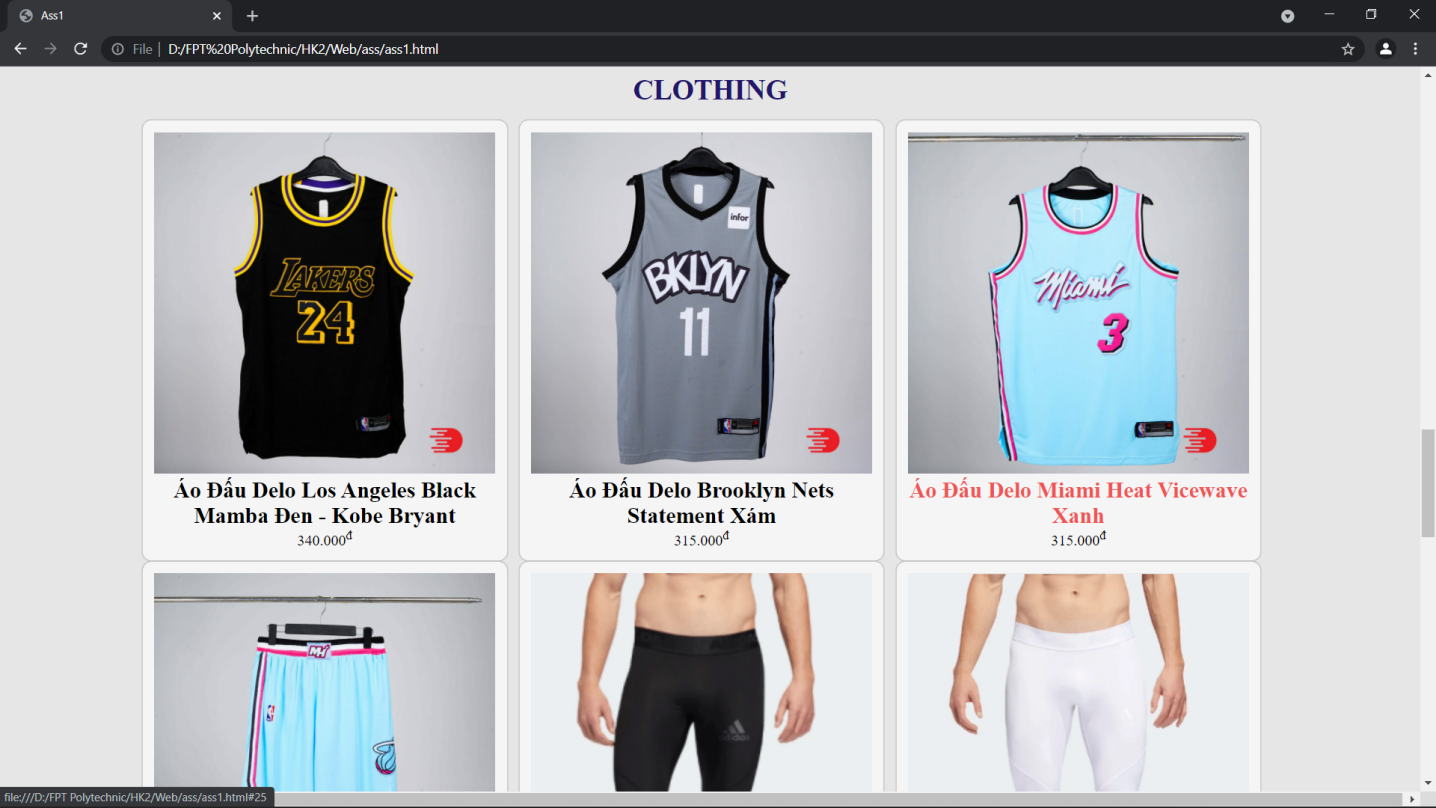 Ass1
File
D:/FPT%20Polytechnic/HK2/Web/ass/ass1.html
CLOTHING
LAKERS
24
infor
BKLYN
11
Miami
3
Áo Đấu Delo Los Angeles Black
Mamba Đen - Kobe Bryant
340.000đ
Áo Đấu Delo Brooklyn Nets
Statement Xám
315.000đ
Áo Đấu Delo Miami Heat Vicewave
Xanh
315.000đ
MH
adidas
file:///D:/FPT Polytechnic/HK2/Web/ass/ass1.html#25